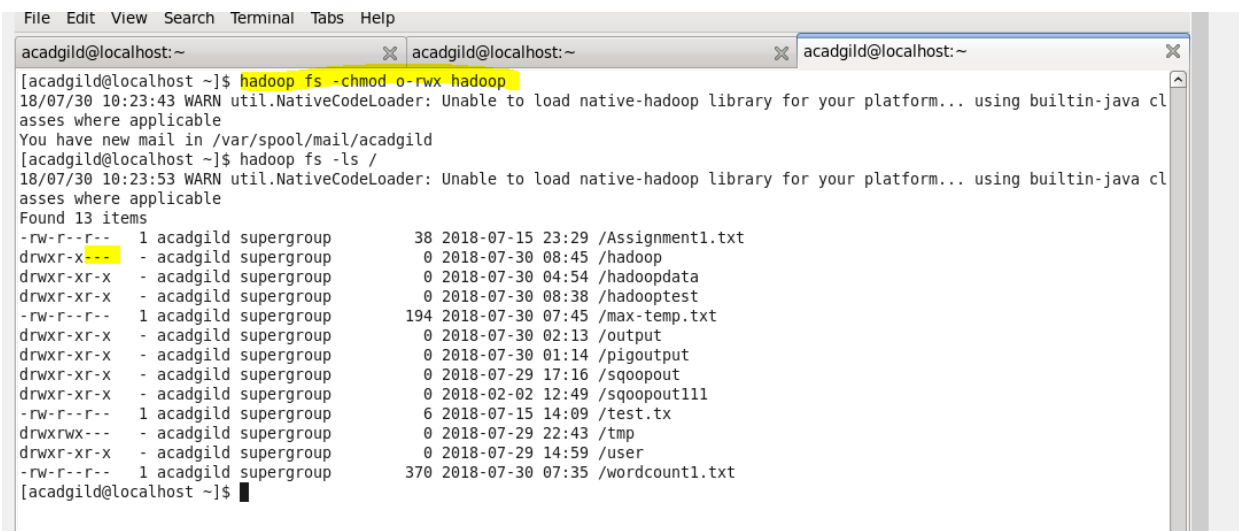 File Edit View Search Terminal Tabs Help
acadgild@localhost:~ acadgild@localhost:~ acadgild@localhost:~
[acadgild@localhost ~]$ hadoop fs -chmod o-rwx hadoop
18/07/30 10:23:43 WARN util.NativeCodeLoader: Unable to load native-hadoop library for your platform... using builtin-java cl
asses where applicable
You have new mail in /var/spool/mail/acadgild
[acadgild@localhost ~]$ hadoop fs -ls /
18/07/30 10:23:53 WARN util.NativeCodeLoader: Unable to load native-hadoop library for your platform... using builtin-java cl
asses where applicable
Found 13 items
-rw-r--r--   1 acadgild supergroup         38 2018-07-15 23:29 /Assignment1.txt
drwxr-x---   - acadgild supergroup          0 2018-07-30 08:45 /hadoop
drwxr-xr-x   - acadgild supergroup          0 2018-07-30 04:54 /hadoopdata
drwxr-xr-x   - acadgild supergroup          0 2018-07-30 08:38 /hadooptest
-rw-r--r--   1 acadgild supergroup        194 2018-07-30 07:45 /max-temp.txt
drwxr-xr-x   - acadgild supergroup          0 2018-07-30 02:13 /output
drwxr-xr-x   - acadgild supergroup          0 2018-07-30 01:14 /pigoutput
drwxr-xr-x   - acadgild supergroup          0 2018-07-29 17:16 /sqoopout
drwxr-xr-x   - acadgild supergroup          0 2018-02-02 12:49 /sqoopout111
-rw-r--r--   1 acadgild supergroup          6 2018-07-15 14:09 /test.tx
drwxrwx---   - acadgild supergroup          0 2018-07-29 22:43 /tmp
drwxr-xr-x   - acadgild supergroup          0 2018-07-29 14:59 /user
-rw-r--r--   1 acadgild supergroup        370 2018-07-30 07:35 /wordcount1.txt
[acadgild@localhost ~]$